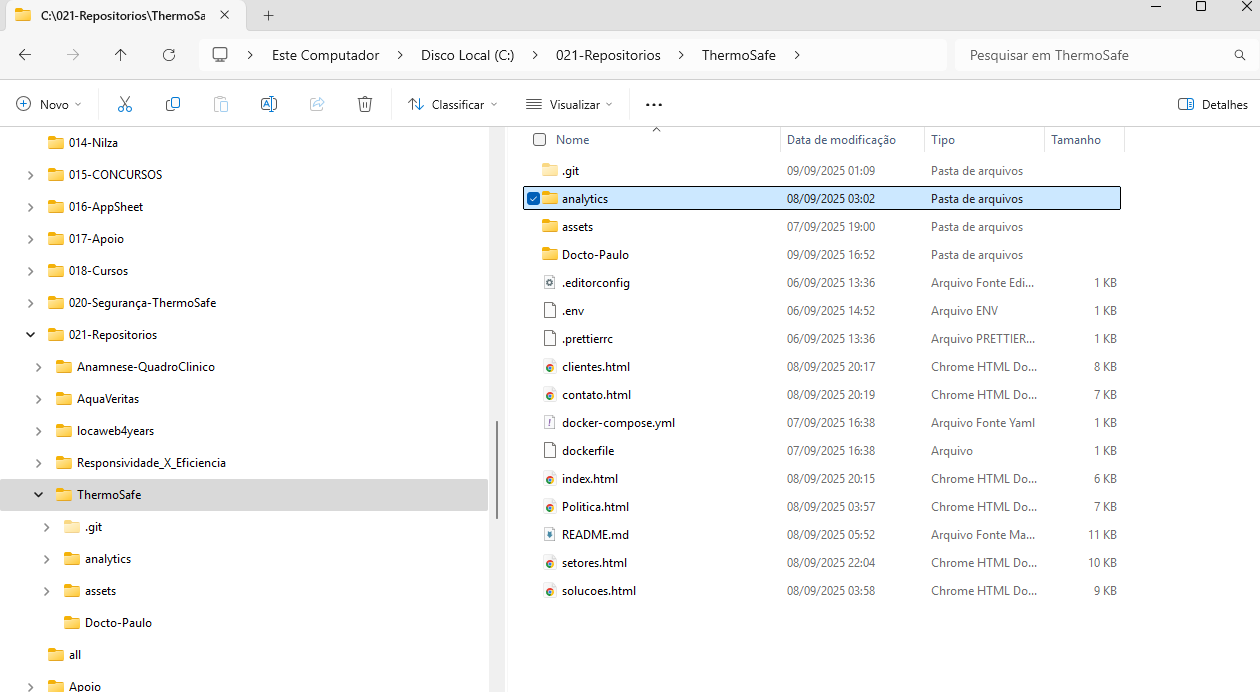 C:\021-Repositorios\ThermoSa
Este Computador > Disco Local (C:) > 021-Repositorios > ThermoSafe >
Pesquisar em ThermoSafe
Novo
Classificar
Visualizar
Detalhes
014-Nilza
015-CONCURSOS
016-AppSheet
017-Apoio
018-Cursos
020-Segurança-ThermoSafe
021-Repositorios
Anamnese-QuadroClinico
AquaVeritas
locaweb4years
Responsividade_X_Eficiencia
ThermoSafe
.git
analytics
assets
Docto-Paulo
all
Apoio
Nome Data de modificação Tipo Tamanho
.git 09/09/2025 01:09 Pasta de arquivos
analytics 08/09/2025 03:02 Pasta de arquivos
assets 07/09/2025 19:00 Pasta de arquivos
Docto-Paulo 09/09/2025 16:52 Pasta de arquivos
.editorconfig 06/09/2025 13:36 Arquivo Fonte Edi... 1 KB
.env 06/09/2025 14:52 Arquivo ENV 1 KB
.prettierrc 06/09/2025 13:36 Arquivo PRETTIER... 1 KB
clientes.html 08/09/2025 20:17 Chrome HTML Do... 8 KB
contato.html 08/09/2025 20:19 Chrome HTML Do... 7 KB
docker-compose.yml 07/09/2025 16:38 Arquivo Fonte Yaml 1 KB
dockerfile 07/09/2025 16:38 Arquivo 1 KB
index.html 08/09/2025 20:15 Chrome HTML Do... 6 KB
Politica.html 08/09/2025 03:57 Chrome HTML Do... 7 KB
README.md 08/09/2025 05:52 Arquivo Fonte Ma... 11 KB
setores.html 08/09/2025 22:04 Chrome HTML Do... 10 KB
solucoes.html 08/09/2025 03:58 Chrome HTML Do... 9 KB